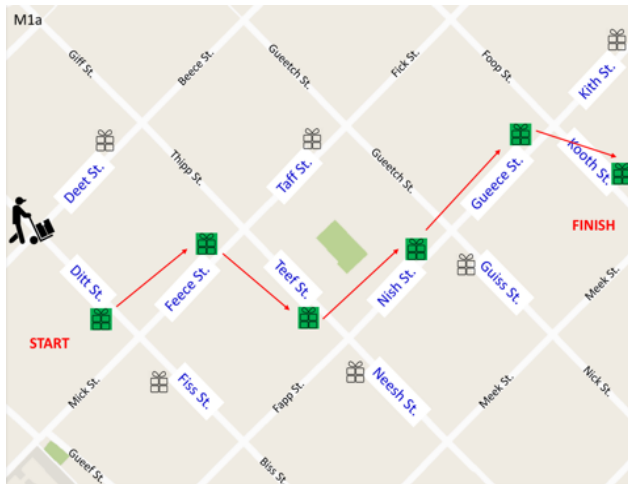 M1a
Giff St.
Beece St.
Gueetch St.
Fick St.
Foop St.
Kith St.
Deet St.
Thipp St.
Taff St.
Gueetch St.
Gueece St.
Kooth St.
FINISH
Ditt St.
Feece St.
Teef St.
Nish St.
Guiss St.
Meek St.
START
Mick St.
Fiss St.
Fapp St.
Neesh St.
Meek St.
Nick St.
Gueef St.
Biss St.